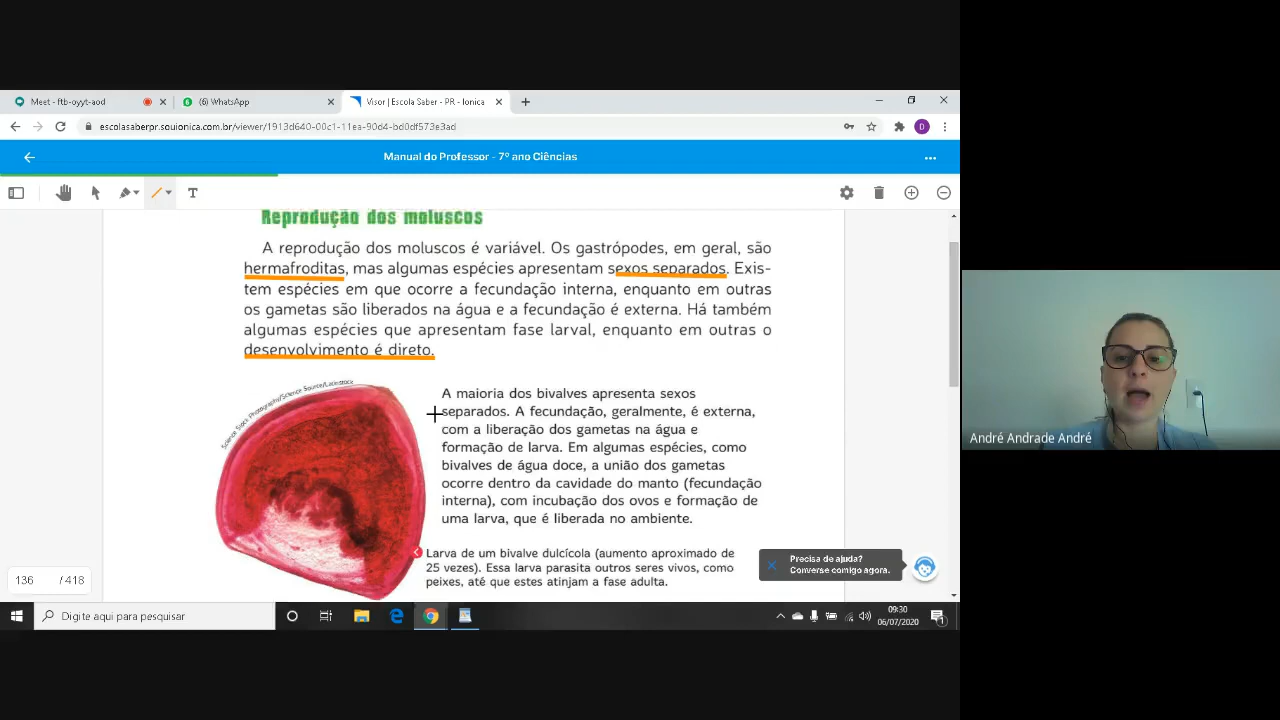 Meet - ftb-oyyt-aod
(6) WhatsApp
Visor | Escola Saber - PR - Ionica
escolasaberpr.souionica.com.br/viewer/1913d640-00c1-11ea-90d4-bd0df573e3ad
D
Manual do Professor - 7º ano Ciências
T
Reprodução dos moluscos
A reprodução dos moluscos é variável. Os gastrópodes, em geral, são
hermafroditas, mas algumas espécies apresentam sexos separados. Exis-
tem espécies em que ocorre a fecundação interna, enquanto em outras
os gametas são liberados na água e a fecundação é externa. Há também
algumas espécies que apresentam fase larval, enquanto em outras o
desenvolvimento é direto.
Science Stock Photography/Science Source/Latinstock
A maioria dos bivalves apresenta sexos
separados. A fecundação, geralmente, é externa,
com a liberação dos gametas na água e
formação de larva. Em algumas espécies, como
bivalves de água doce, a união dos gametas
ocorre dentro da cavidade do manto (fecundação
interna), com incubação dos ovos e formação de
uma larva, que é liberada no ambiente.
Larva de um bivalve dulcícola (aumento aproximado de
25 vezes). Essa larva parasita outros seres vivos, como
peixes, até que estes atinjam a fase adulta.
Precisa de ajuda?
Converse comigo agora.
136 / 418
Digite aqui para pesquisar
09:30
06/07/2020
1
André Andrade André